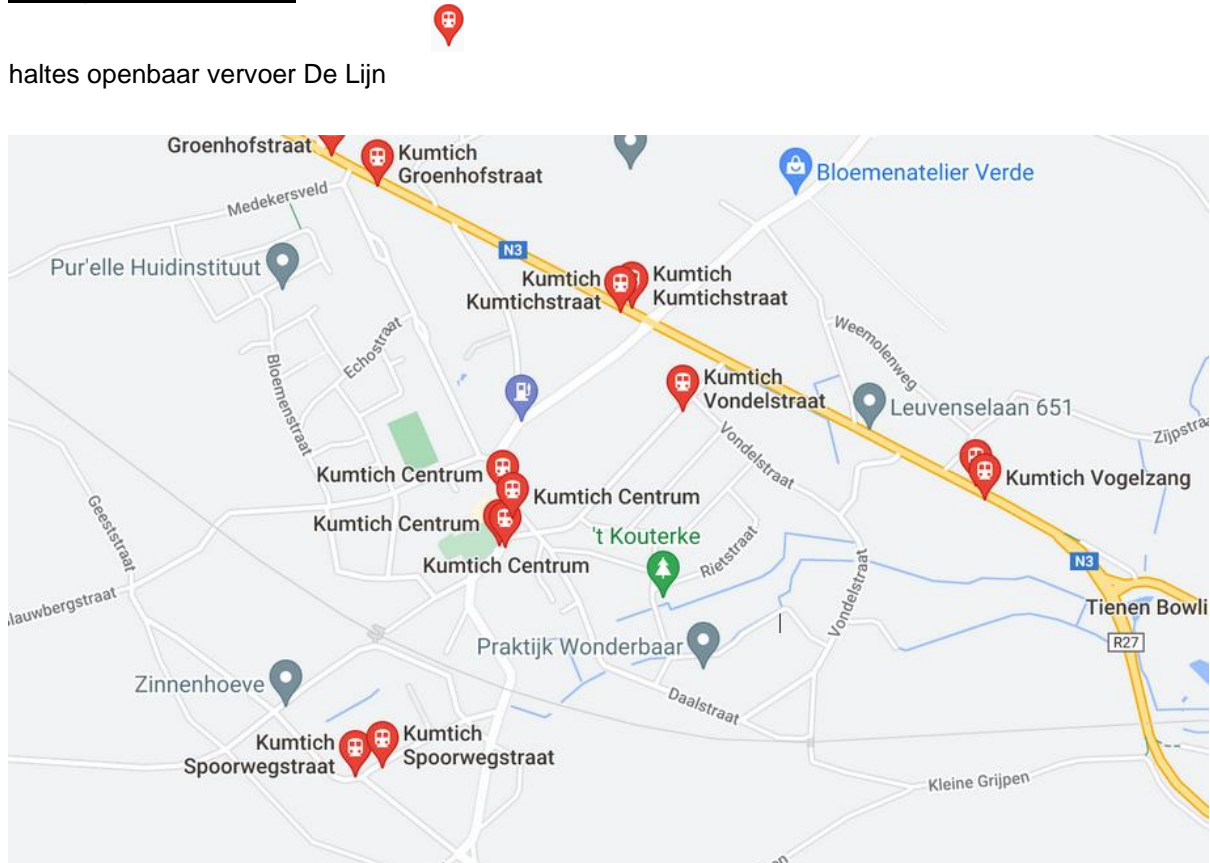 haltes openbaar vervoer De Lijn
Groenhofstraat
Kumtich
Groenhofstraat
Bloemenatelier Verde
Medekersveld
N3
Pur'elle Huidinstituut
Kumtich
Kumtichstraat
Kumtich
Kumtichstraat
Echostraat
Weemolenweg
Bloemenstraat
Kumtich
Vondelstraat
Leuvenselaan 651
Zijpstra
Vondelstraat
Kumtich Centrum
Kumtich Centrum
Kumtich Vogelzang
Kumtich Centrum
't Kouterke
Kumtich Centrum
Geeststraat
Rietstraat
N3
Vondelstraat
lauwbergstraat
Tienen Bowli
R27
Praktijk Wonderbaar
Zinnenhoeve
Daalstraat
Kumtich
Spoorwegstraat
Kumtich
Spoorwegstraat
Kleine Grijpen